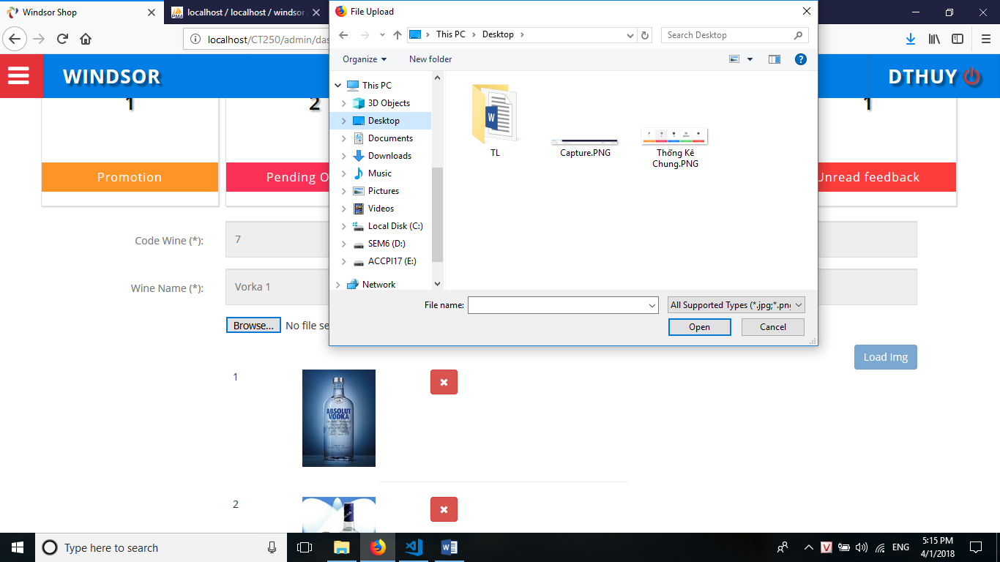 Windsor Shop
localhost / localhost / windsor
File Upload
localhost/CT250/admin/das
This PC
Desktop
Search Desktop
Organize
New folder
WINDSOR
DTHUY
This PC
3D Objects
Desktop
Documents
Downloads
Music
Pictures
Videos
Local Disk (C:)
SEM6 (D:)
ACCPI17 (E:)
Network
TL
Capture.PNG
Thống Kê
Chung.PNG
1
2
1
Promotion
Pending O
Unread feedback
Code Wine (*):
7
Wine Name (*):
Vorka 1
File name:
All Supported Types (*.jpg;*.png
Open
Cancel
Browse...
No file se
Load Img
1
ABSOLUT
VODKA
2
Type here to search
ENG
5:15 PM
4/1/2018